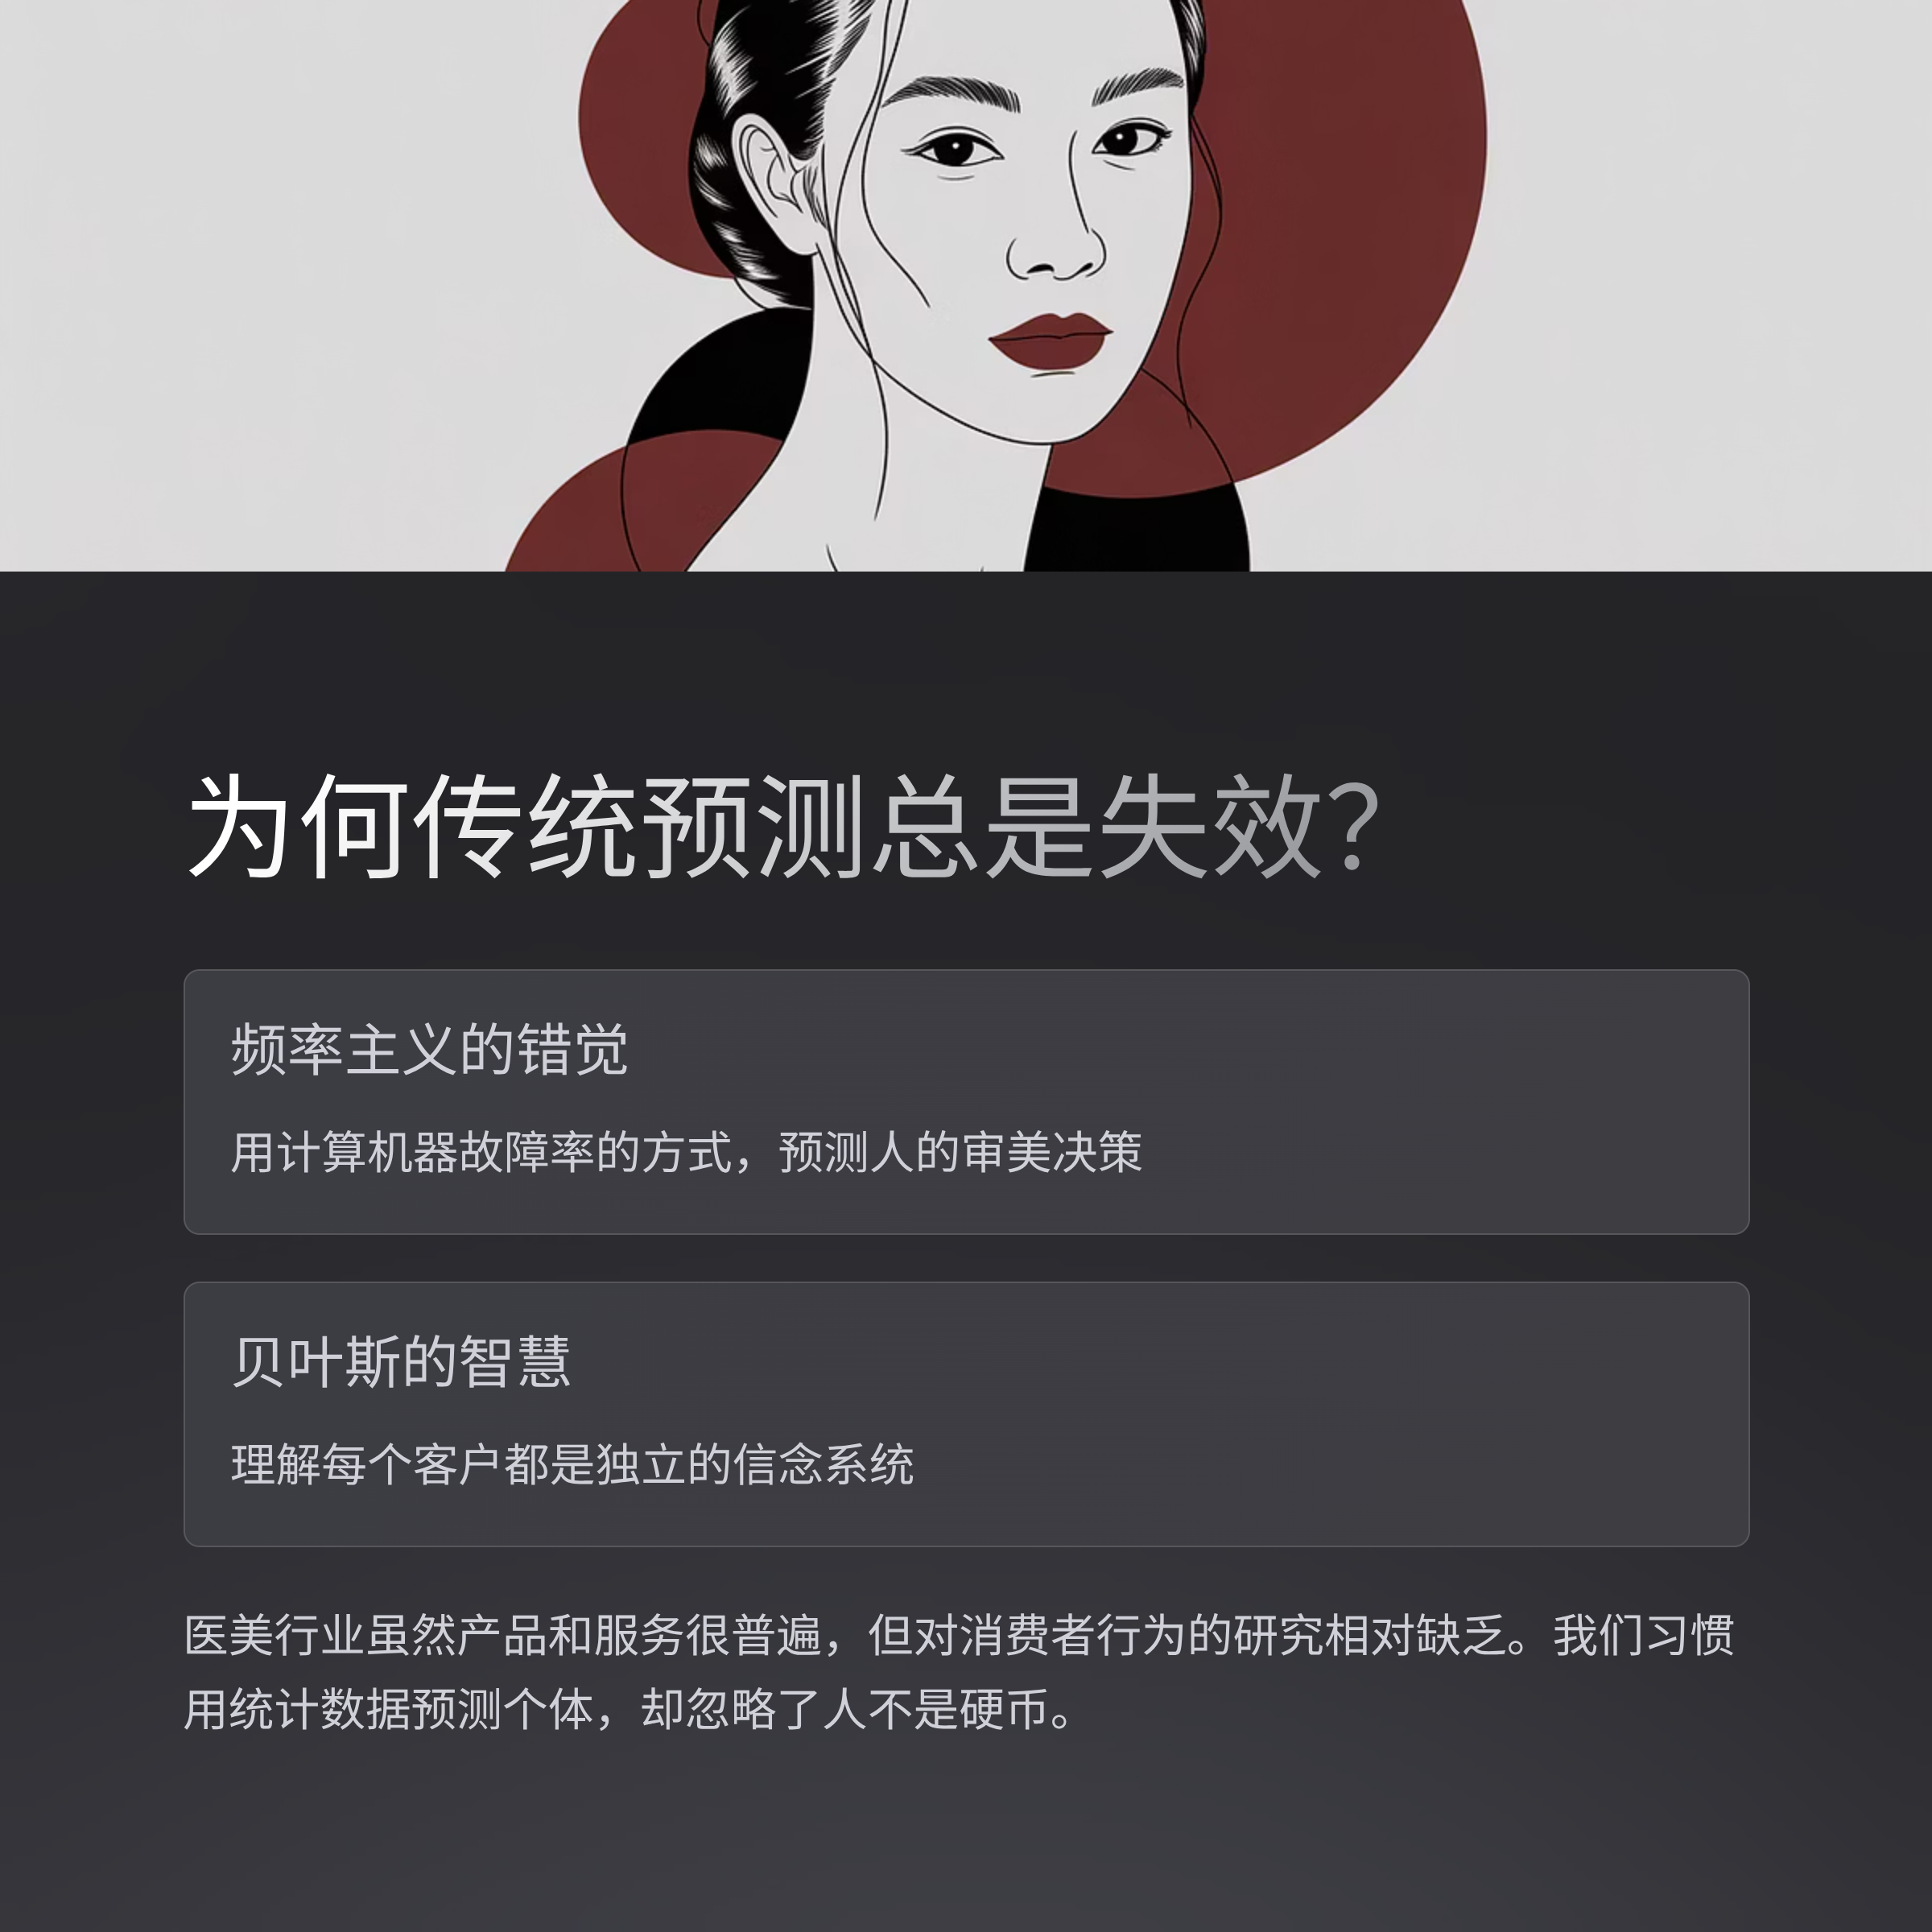 为何传统预测总是失效？
频率主义的错觉
用计算机器故障率的方式，预测人的审美决策
贝叶斯的智慧
理解每个客户都是独立的信念系统
医美行业虽然产品和服务很普遍，但对消费者行为的研究相对缺乏。我们习惯
用统计数据预测个体，却忽略了人不是硬币。